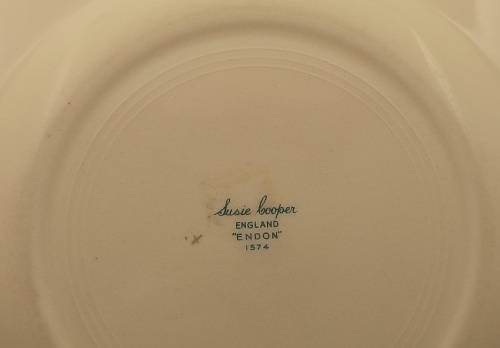 Susie Cooper
ENGLAND
"ENDON"
1574